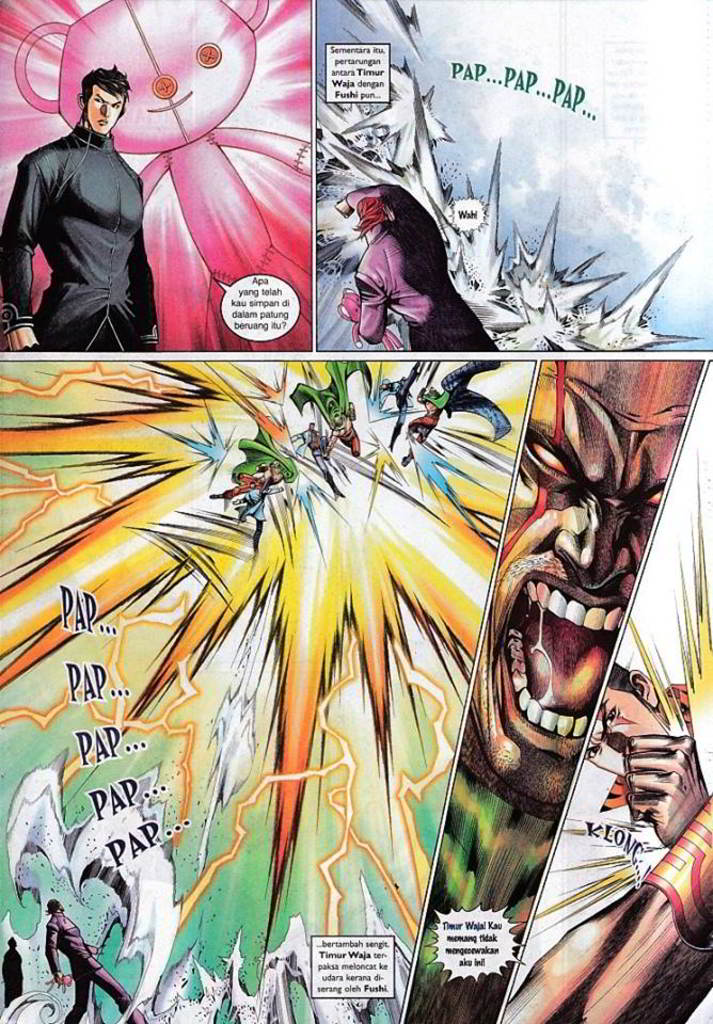 Apa
yang telah
kau simpan di
dalam patung
beruang itu?
Sementara itu,
pertarungan
antara Timur
Waja dengan
Fushi pun...
PAP...PAP...PAP...
Wah!
PAP...
PAP...
PAP...
PAP...
PAP...
...bertambah sengit.
Timur Waja ter-
paksa meloncat ke
udara kerana di-
serang oleh Fushi.
Timur Waja! Kau
memang tidak
mengecewakan
aku ini!
KLONG...!